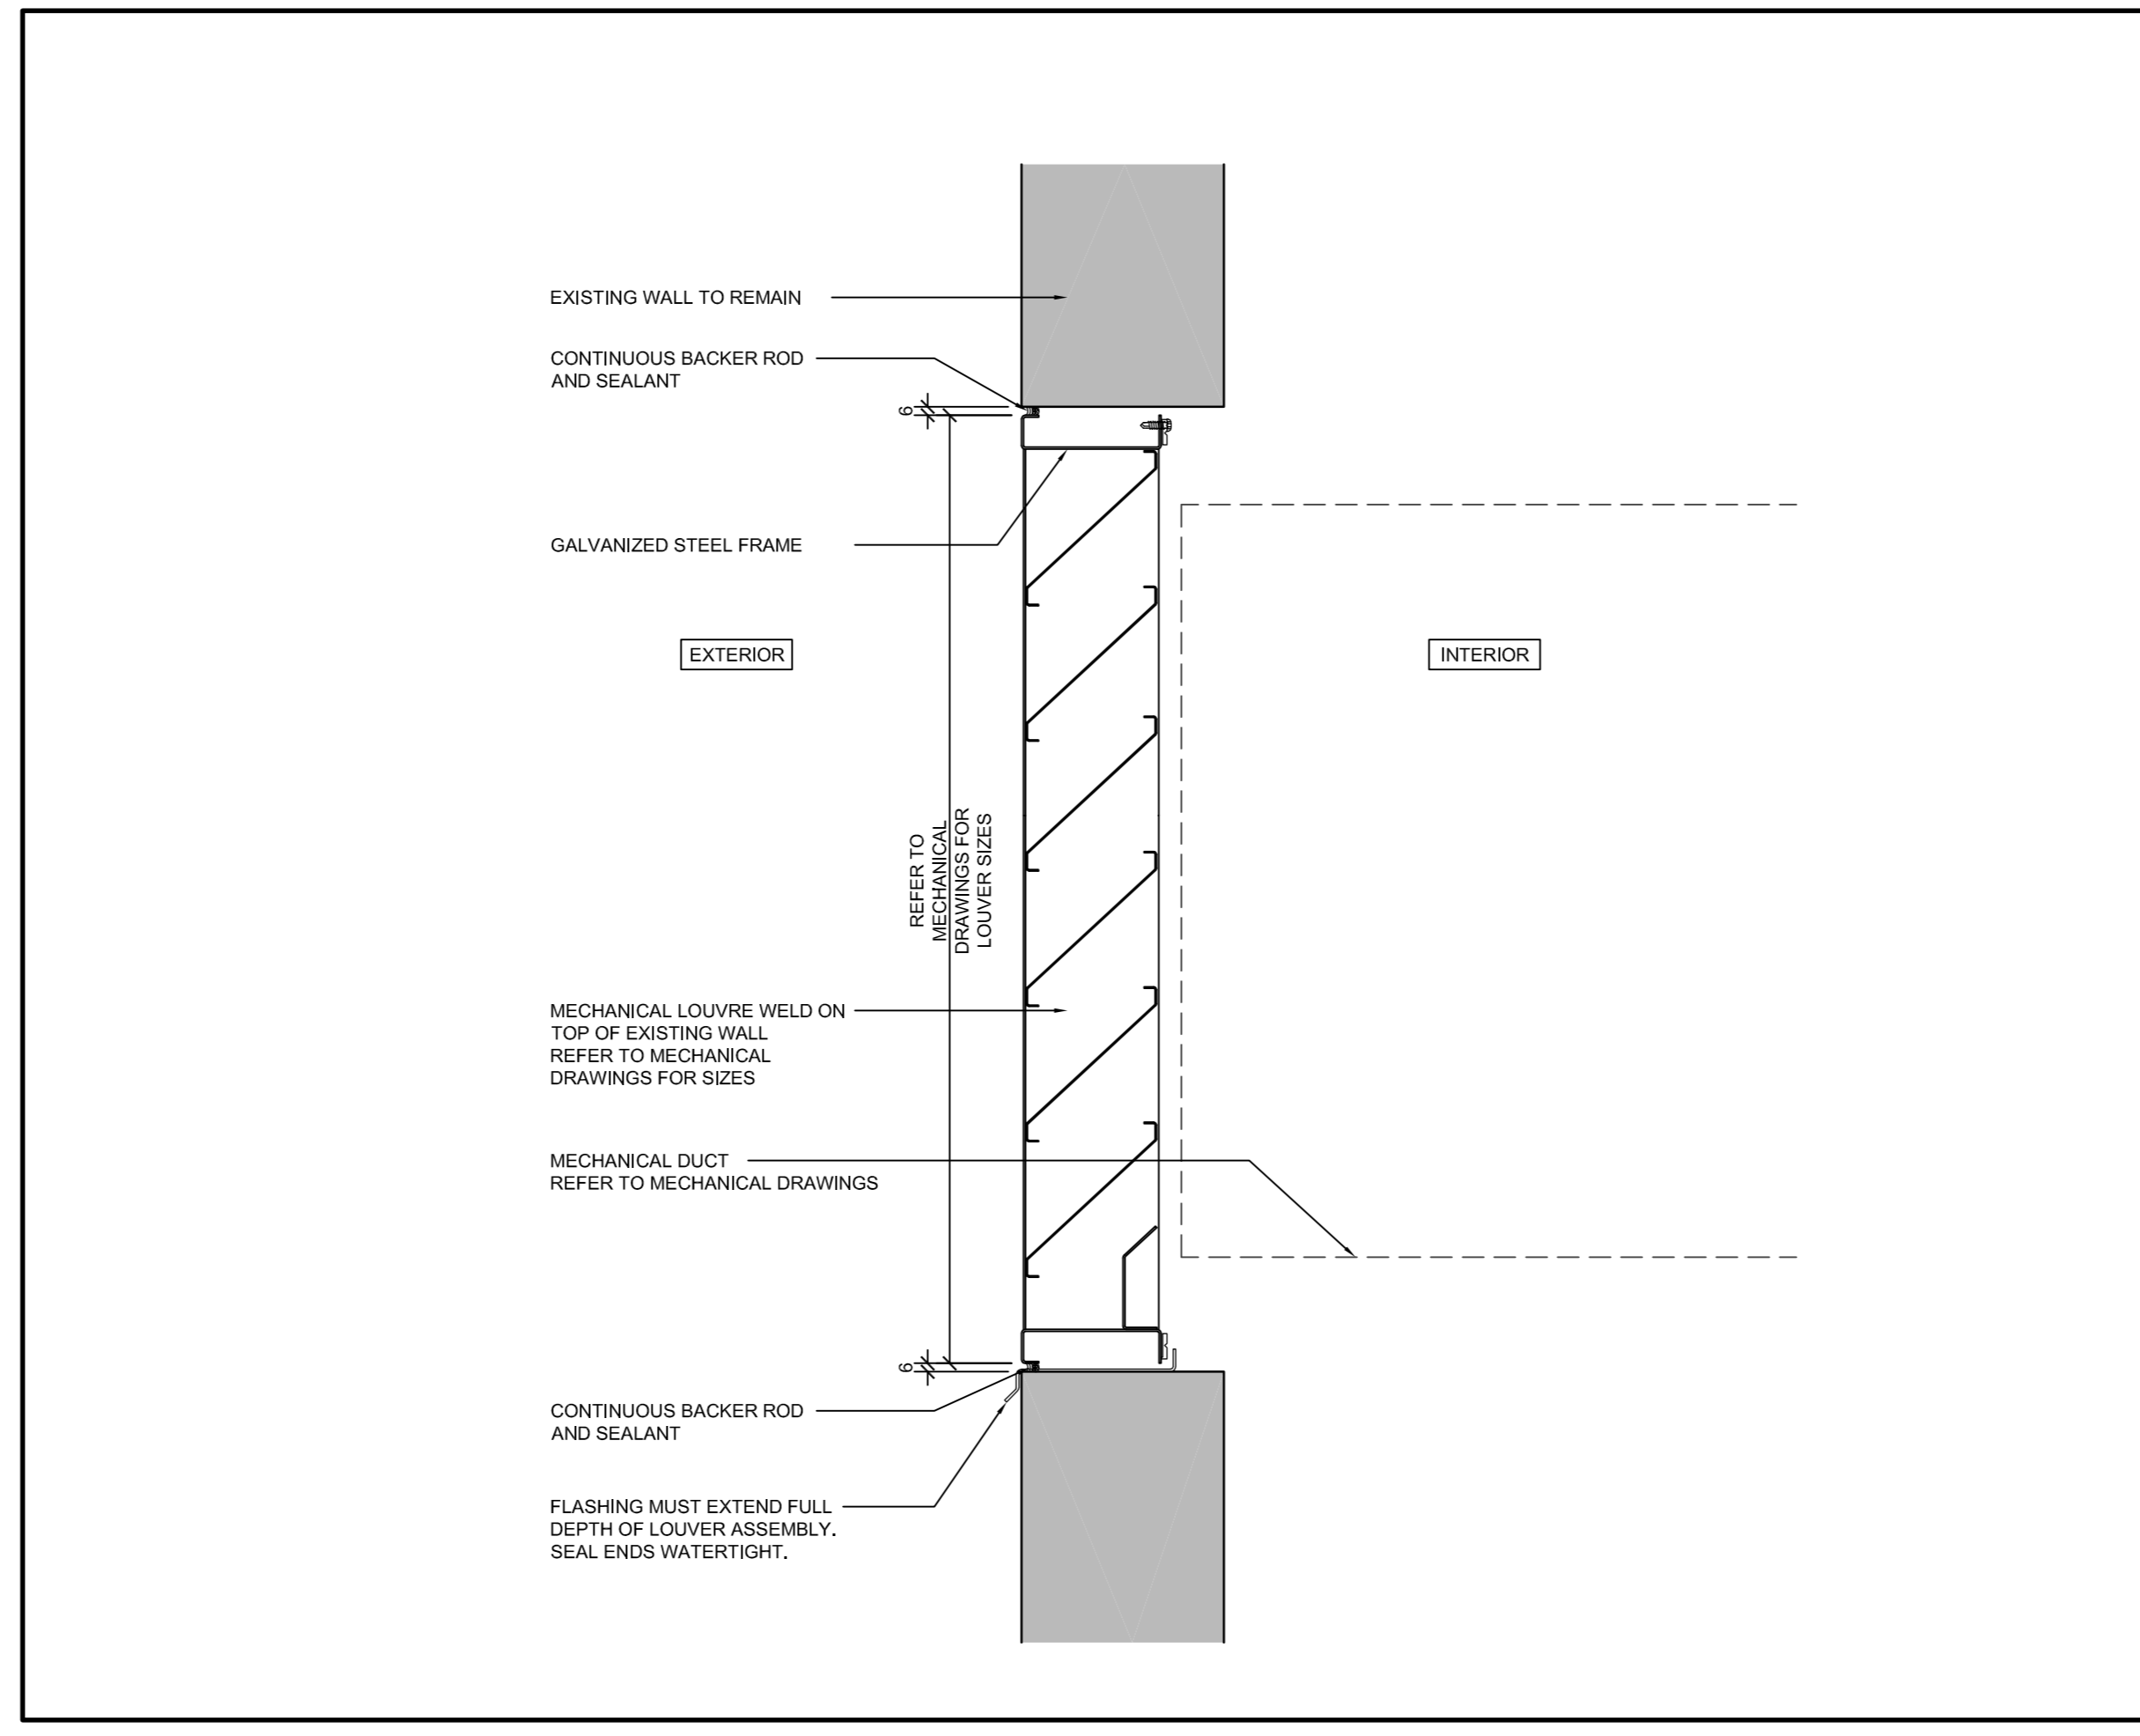 EXISTING WALL TO REMAIN
CONTINUOUS BACKER ROD
AND SEALANT
6
GALVANIZED STEEL FRAME
EXTERIOR
INTERIOR
REFER TO
MECHANICAL
DRAWINGS FOR
LOUVER SIZES
MECHANICAL LOUVRE WELD ON
TOP OF EXISTING WALL
REFER TO MECHANICAL
DRAWINGS FOR SIZES
MECHANICAL DUCT
REFER TO MECHANICAL DRAWINGS
6
CONTINUOUS BACKER ROD
AND SEALANT
FLASHING MUST EXTEND FULL
DEPTH OF LOUVER ASSEMBLY.
SEAL ENDS WATERTIGHT.